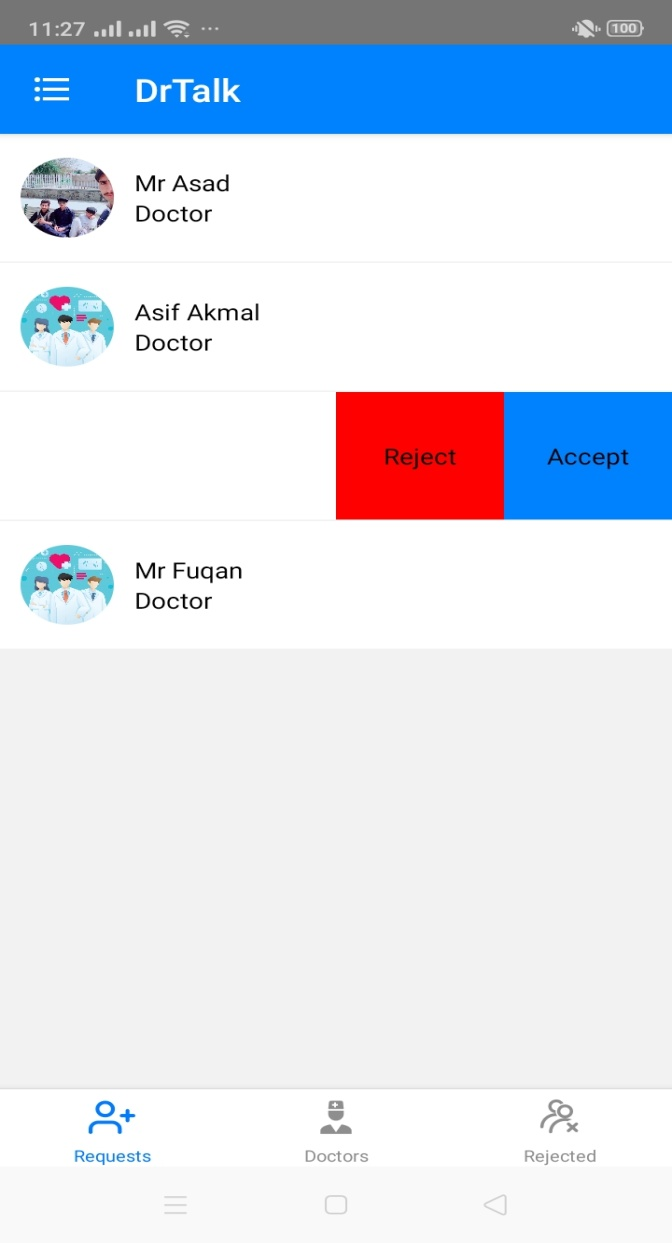 11:27
100
DrTalk
Mr Asad
Doctor
Asif Akmal
Doctor
Reject Accept
Mr Fuqan
Doctor
Requests Doctors Rejected